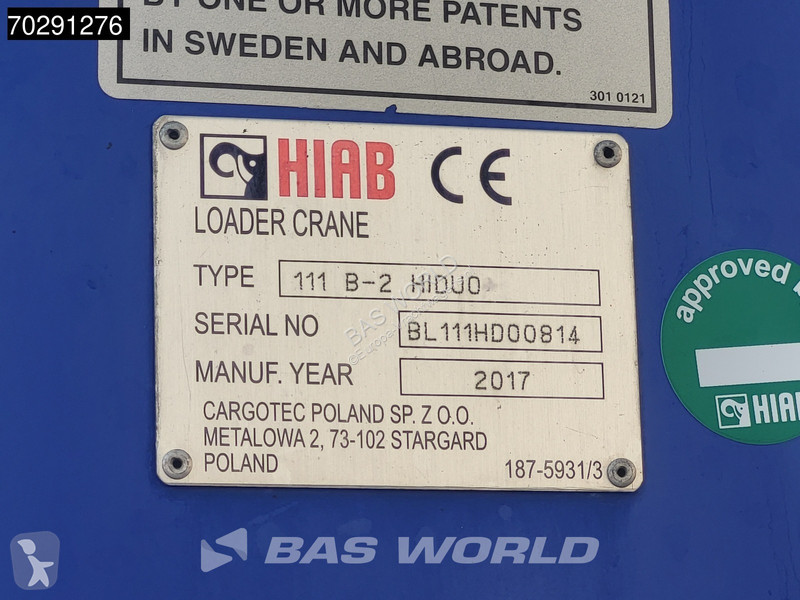 70291276
BY ONE OR MORE PATENTS
IN SWEDEN AND ABROAD.
301 0121
HIAB CE
LOADER CRANE
TYPE 111 B-2 HIDUO
SERIAL NO BL111HD00814
MANUF. YEAR 2017
CARGOTEC POLAND SP. Z O.O.
METALOWA 2, 73-102 STARGARD
POLAND 187-5931/3
approved
HIAB
BAS WORLD
BAS WORLD